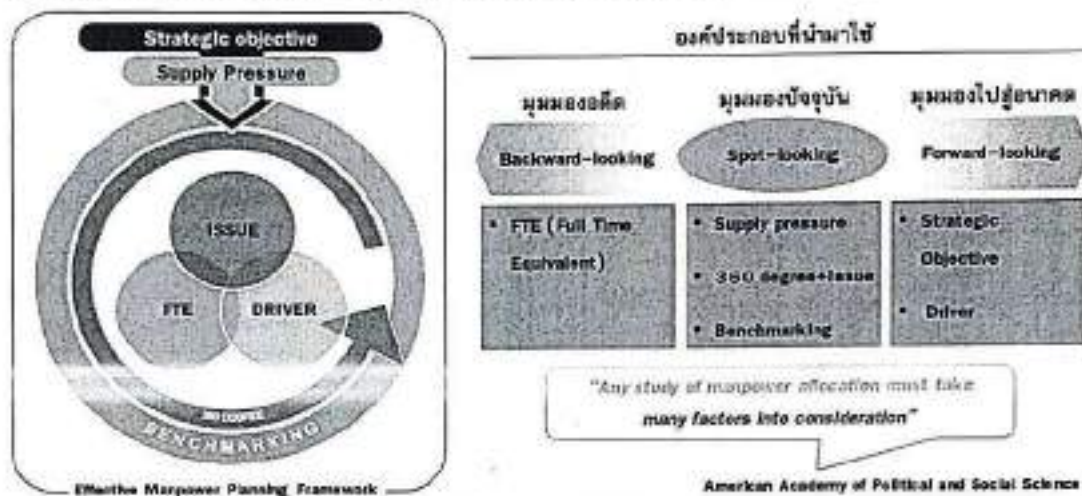 Strategic objective
Supply Pressure
ISSUE
FTE
DRIVER
360 DEGREE
BENCHMARKING
Effective Manpower Planning Framework
องค์ประกอบที่นำมาใช้
มุมมองอดีต
มุมมองปัจจุบัน
มุมมองไปสู่อนาคต
Backward-looking
Spot-looking
Forward-looking
• FTE (Full Time
Equivalent)
• Supply pressure
• 360 degree+Issue
• Benchmarking
• Strategic
Objective
• Driver
"Any study of manpower allocation must take
many factors into consideration"
American Academy of Political and Social Science